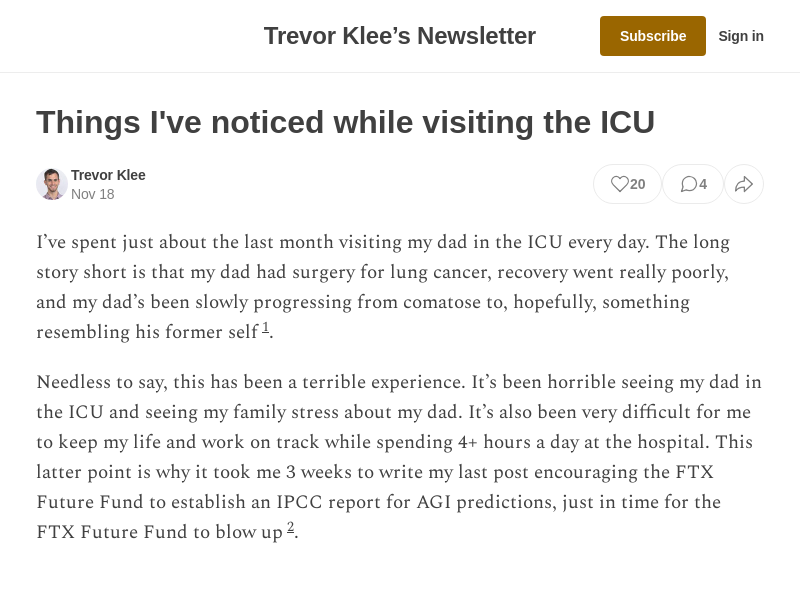 Trevor Klee’s Newsletter
Subscribe
Sign in
Things I've noticed while visiting the ICU
Trevor Klee
Nov 18
20
4
I’ve spent just about the last month visiting my dad in the ICU every day. The long
story short is that my dad had surgery for lung cancer, recovery went really poorly,
and my dad’s been slowly progressing from comatose to, hopefully, something
resembling his former self 1.
Needless to say, this has been a terrible experience. It’s been horrible seeing my dad in
the ICU and seeing my family stress about my dad. It’s also been very difficult for me
to keep my life and work on track while spending 4+ hours a day at the hospital. This
latter point is why it took me 3 weeks to write my last post encouraging the FTX
Future Fund to establish an IPCC report for AGI predictions, just in time for the
FTX Future Fund to blow up 2.